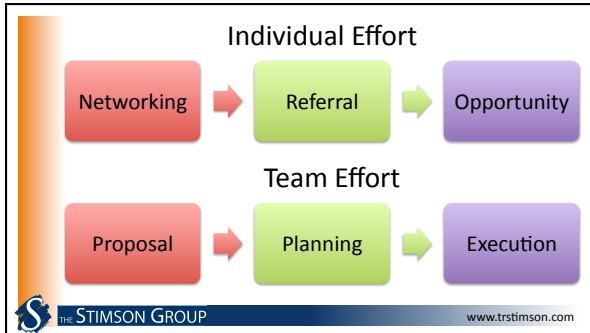 Individual Effort
Networking Referral Opportunity
Team Effort
Proposal Planning Execution
S THE STIMSON GROUP www.trstimson.com